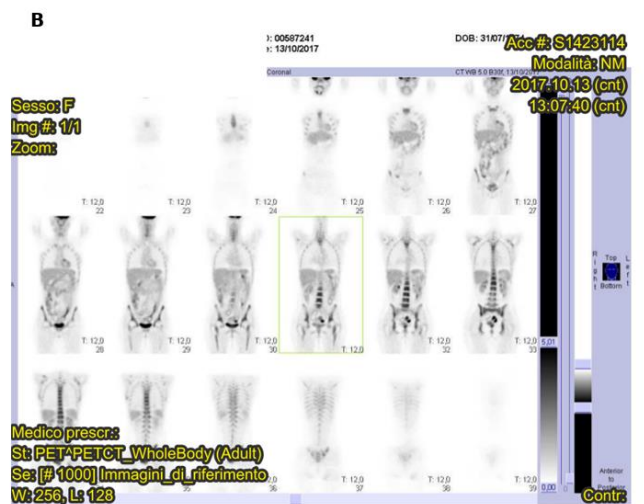 B
): 00587241
e: 13/10/2017
DOB: 31/07/
Acc #: S1423114
Modalità: NM
2017.10.13 (cnt)
13:07:40 (cnt)
Coronal
CT WB 5.0 B30f, 13/10/2017
Sesso: F
Img #: 1/1
Zoom:
T: 12,0
22
T: 12,0
23
T: 12,0
24
T: 12,0
25
T: 12,0
26
T: 12,0
27
T: 12,0
28
T: 12,0
29
T: 12,0
30
T: 12,0
T: 12,0
32
T: 12,0
33
5,01
0,00
Right
Top
Left
Bottom
A
35
36
37
38
39
Medico prescr.:
St: PET^PETCT_WholeBody (Adult)
Se: [# 1000] Immagini_di_riferimento
W: 256, L: 128
Anterior
to
Posterior
Contr: